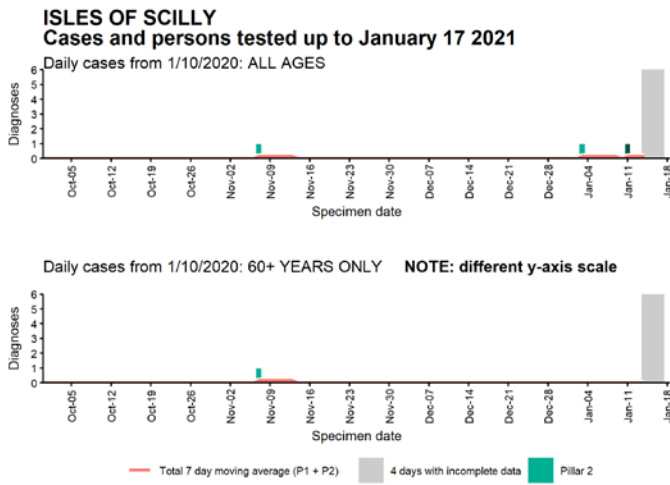 ISLES OF SCILLY
Cases and persons tested up to January 17 2021
Daily cases from 1/10/2020: ALL AGES
6
5
4
3
2
1
0
Diagnoses
Oct-05 Oct-12 Oct-19 Oct-26 Nov-02 Nov-09 Nov-16 Nov-23 Nov-30 Dec-07 Dec-14 Dec-21 Dec-28 Jan-04 Jan-11 Jan-18
Specimen date
Daily cases from 1/10/2020: 60+ YEARS ONLY NOTE: different y-axis scale
6
5
4
3
2
1
0
Diagnoses
Oct-05 Oct-12 Oct-19 Oct-26 Nov-02 Nov-09 Nov-16 Nov-23 Nov-30 Dec-07 Dec-14 Dec-21 Dec-28 Jan-04 Jan-11 Jan-18
Specimen date
Total 7 day moving average (P1 + P2) 4 days with incomplete data Pillar 2